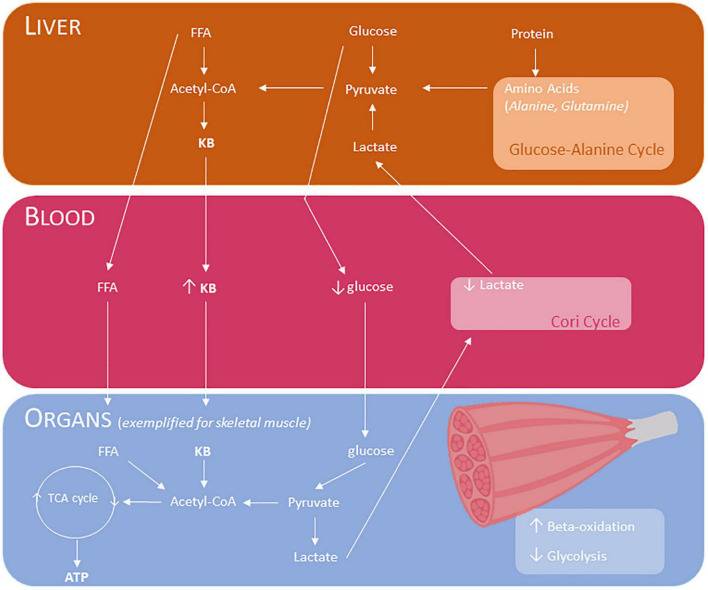 LIVER
FFA
Glucose
Protein
Acetyl-CoA
Pyruvate
Amino Acids
(Alanine, Glutamine)
KB
Lactate
Glucose-Alanine Cycle
BLOOD
FFA
↑ KB
↓ glucose
↓ Lactate
Cori Cycle
ORGANS (exemplified for skeletal muscle)
FFA
KB
glucose
↑ TCA cycle ↓
Acetyl-CoA
Pyruvate
↑ Beta-oxidation
Lactate
↓ Glycolysis
ATP